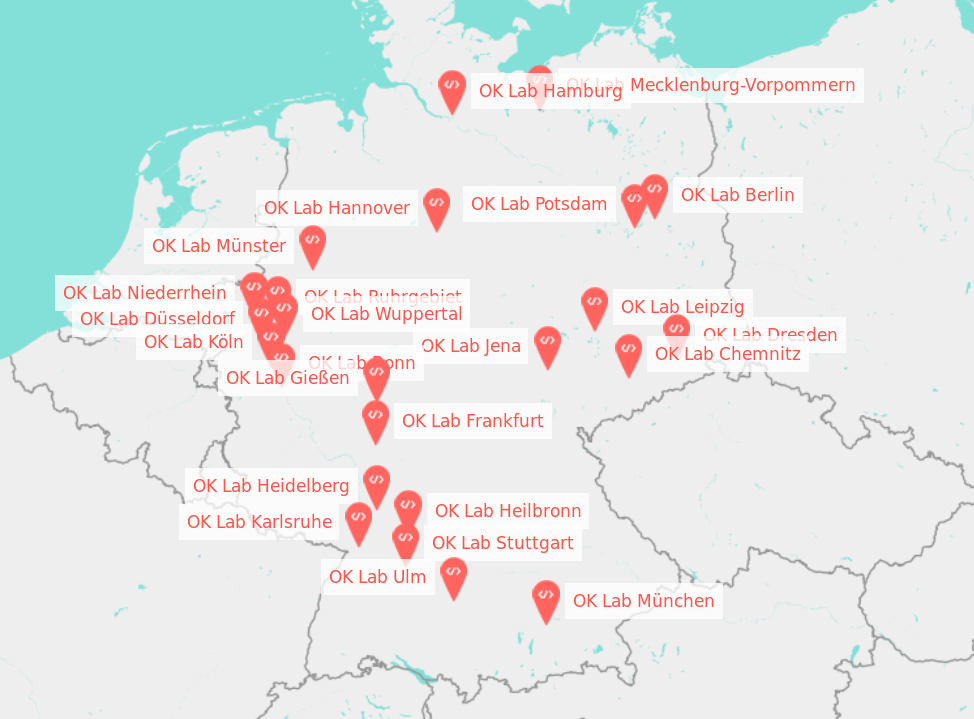 OK Lab Mecklenburg-Vorpommern
OK Lab Hamburg
OK Lab Berlin
OK Lab Potsdam
OK Lab Hannover
OK Lab Münster
OK Lab Niederrhein
OK Lab Ruhrgebiet
OK Lab Leipzig
OK Lab Wuppertal
OK Lab Düsseldorf
OK Lab Dresden
OK Lab Köln
OK Lab Jena
OK Lab Chemnitz
OK Lab Bonn
OK Lab Gießen
OK Lab Frankfurt
OK Lab Heidelberg
OK Lab Heilbronn
OK Lab Karlsruhe
OK Lab Stuttgart
OK Lab Ulm
OK Lab München